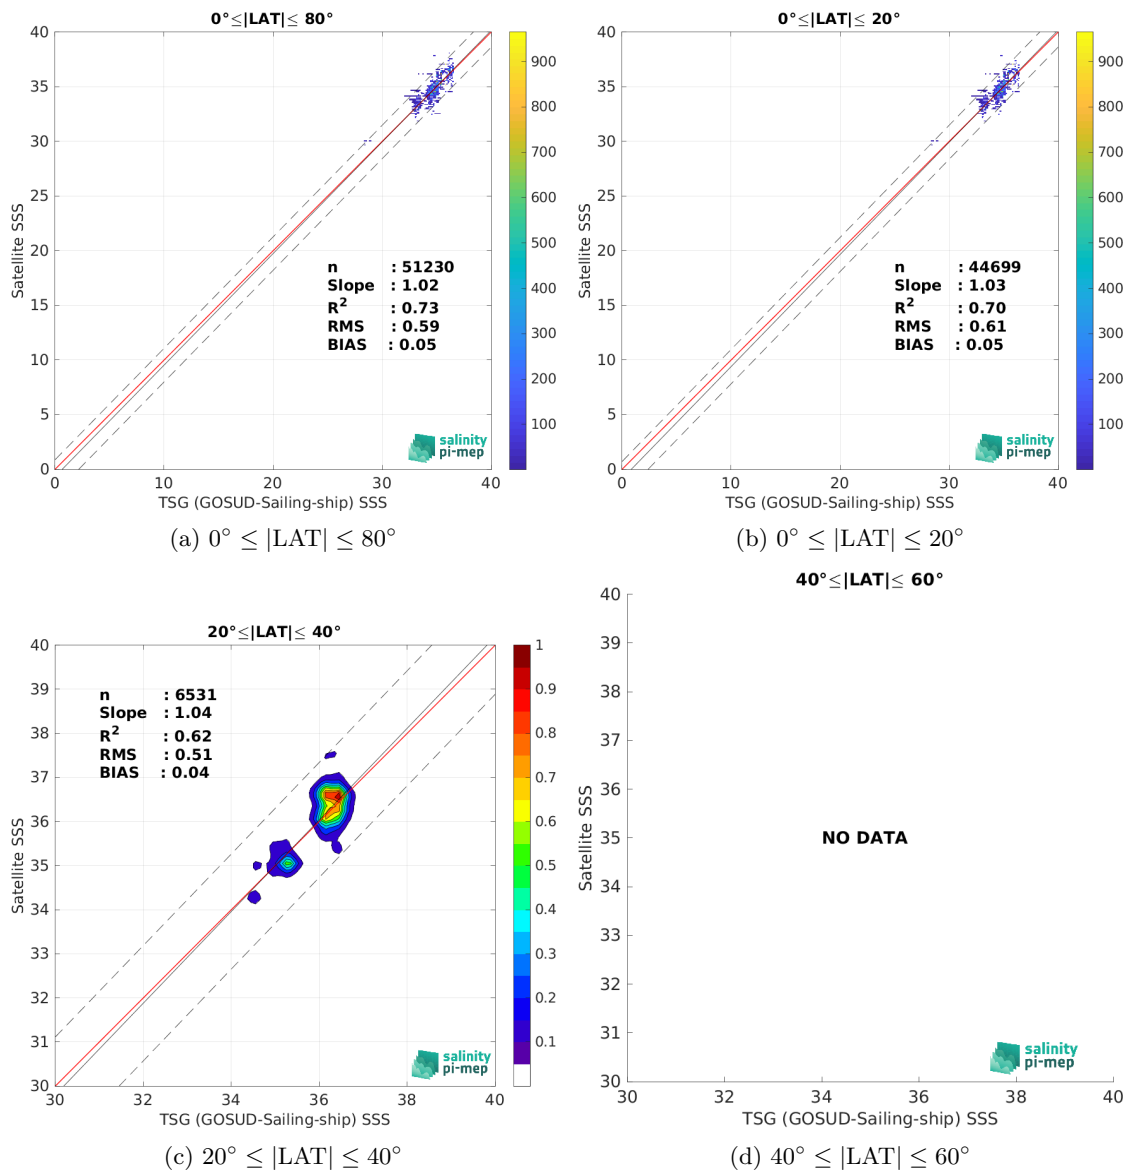 0°≤|LAT|≤ 80°
40
35
30
25
20
15
10
5
0
Satellite SSS
n : 51230
Slope : 1.02
R² : 0.73
RMS : 0.59
BIAS : 0.05
salinity
pi-mep
0 10 20 30 40
TSG (GOSUD-Sailing-ship) SSS
900
800
700
600
500
400
300
200
100
(a) 0° ≤ |LAT| ≤ 80°
0°≤|LAT|≤ 20°
40
35
30
25
20
15
10
5
0
Satellite SSS
n : 44699
Slope : 1.03
R² : 0.70
RMS : 0.61
BIAS : 0.05
salinity
pi-mep
0 10 20 30 40
TSG (GOSUD-Sailing-ship) SSS
900
800
700
600
500
400
300
200
100
(b) 0° ≤ |LAT| ≤ 20°
20°≤|LAT|≤ 40°
40
39
38
37
36
35
34
33
32
31
30
Satellite SSS
n : 6531
Slope : 1.04
R² : 0.62
RMS : 0.51
BIAS : 0.04
salinity
pi-mep
30 32 34 36 38 40
TSG (GOSUD-Sailing-ship) SSS
1
0.9
0.8
0.7
0.6
0.5
0.4
0.3
0.2
0.1
(c) 20° ≤ |LAT| ≤ 40°
40°≤|LAT|≤ 60°
40
39
38
37
36
35
34
33
32
31
30
Satellite SSS
NO DATA
salinity
pi-mep
30 32 34 36 38 40
TSG (GOSUD-Sailing-ship) SSS
(d) 40° ≤ |LAT| ≤ 60°